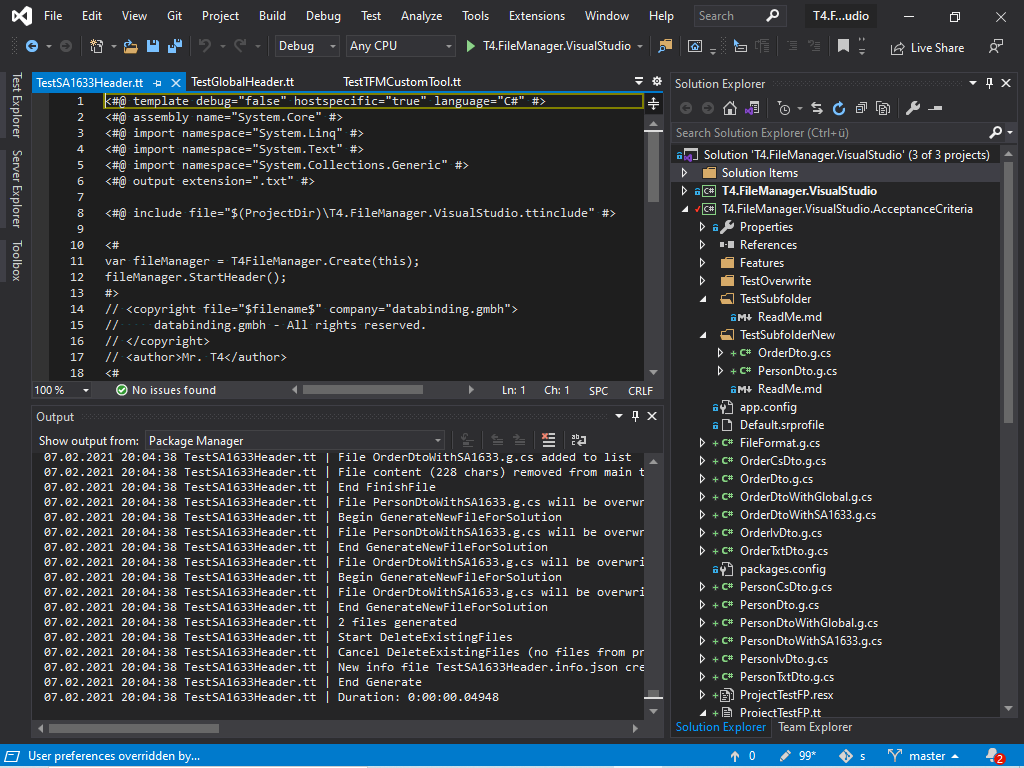 File Edit View Git Project Build Debug Test Analyze Tools Extensions Window Help Search T4.F...udio
Debug Any CPU T4.FileManager.VisualStudio Live Share
Test Explorer
Server Explorer
Toolbox
TestSA1633Header.tt TestGlobalHeader.tt TestTFMCustomTool.tt
1 <#@ template debug="false" hostspecific="true" language="C#" #>
2 <#@ assembly name="System.Core" #>
3 <#@ import namespace="System.Linq" #>
4 <#@ import namespace="System.Text" #>
5 <#@ import namespace="System.Collections.Generic" #>
6 <#@ output extension=".txt" #>
7
8 <#@ include file="$(ProjectDir)\T4.FileManager.VisualStudio.ttinclude" #>
9
10 <#
11 var fileManager = T4FileManager.Create(this);
12 fileManager.StartHeader();
13 #>
14 // <copyright file="$filename$" company="databinding.gmbh">
15 //     databinding.gmbh - All rights reserved.
16 // </copyright>
17 // <author>Mr. T4</author>
18 <#
100 % No issues found Ln: 1 Ch: 1 SPC CRLF
Output
Show output from: Package Manager
07.02.2021 20:04:38 TestSA1633Header.tt | File OrderDtoWithSA1633.g.cs added to list
07.02.2021 20:04:38 TestSA1633Header.tt | File content (228 chars) removed from main t
07.02.2021 20:04:38 TestSA1633Header.tt | End FinishFile
07.02.2021 20:04:38 TestSA1633Header.tt | File PersonDtoWithSA1633.g.cs will be overwr
07.02.2021 20:04:38 TestSA1633Header.tt | Begin GenerateNewFileForSolution
07.02.2021 20:04:38 TestSA1633Header.tt | File PersonDtoWithSA1633.g.cs will be overwr
07.02.2021 20:04:38 TestSA1633Header.tt | End GenerateNewFileForSolution
07.02.2021 20:04:38 TestSA1633Header.tt | File OrderDtoWithSA1633.g.cs will be overwri
07.02.2021 20:04:38 TestSA1633Header.tt | Begin GenerateNewFileForSolution
07.02.2021 20:04:38 TestSA1633Header.tt | File OrderDtoWithSA1633.g.cs will be overwri
07.02.2021 20:04:38 TestSA1633Header.tt | End GenerateNewFileForSolution
07.02.2021 20:04:38 TestSA1633Header.tt | 2 files generated
07.02.2021 20:04:38 TestSA1633Header.tt | Start DeleteExistingFiles
07.02.2021 20:04:38 TestSA1633Header.tt | Cancel DeleteExistingFiles (no files from pr
07.02.2021 20:04:38 TestSA1633Header.tt | New info file TestSA1633Header.info.json cre
07.02.2021 20:04:38 TestSA1633Header.tt | End Generate
07.02.2021 20:04:38 TestSA1633Header.tt | Duration: 0:00:00.04948
Solution Explorer
Search Solution Explorer (Ctrl+ü)
Solution 'T4.FileManager.VisualStudio' (3 of 3 projects)
Solution Items
C# T4.FileManager.VisualStudio
C# T4.FileManager.VisualStudio.AcceptanceCriteria
Properties
References
Features
TestOverwrite
TestSubfolder
M ReadMe.md
TestSubfolderNew
+ C# OrderDto.g.cs
+ C# PersonDto.g.cs
M ReadMe.md
app.config
Default.srprofile
+ C# FileFormat.g.cs
+ C# OrderCsDto.g.cs
+ C# OrderDto.g.cs
+ C# OrderDtoWithGlobal.g.cs
+ C# OrderDtoWithSA1633.g.cs
+ C# OrderIvDto.g.cs
+ C# OrderTxtDto.g.cs
packages.config
+ C# PersonCsDto.g.cs
+ C# PersonDto.g.cs
+ C# PersonDtoWithGlobal.g.cs
+ C# PersonDtoWithSA1633.g.cs
+ C# PersonIvDto.g.cs
+ C# PersonTxtDto.g.cs
+ ProjectTestFP.resx
+ ProjectTestFP.tt
Solution Explorer Team Explorer
User preferences overridden by... 0 99* s master 2